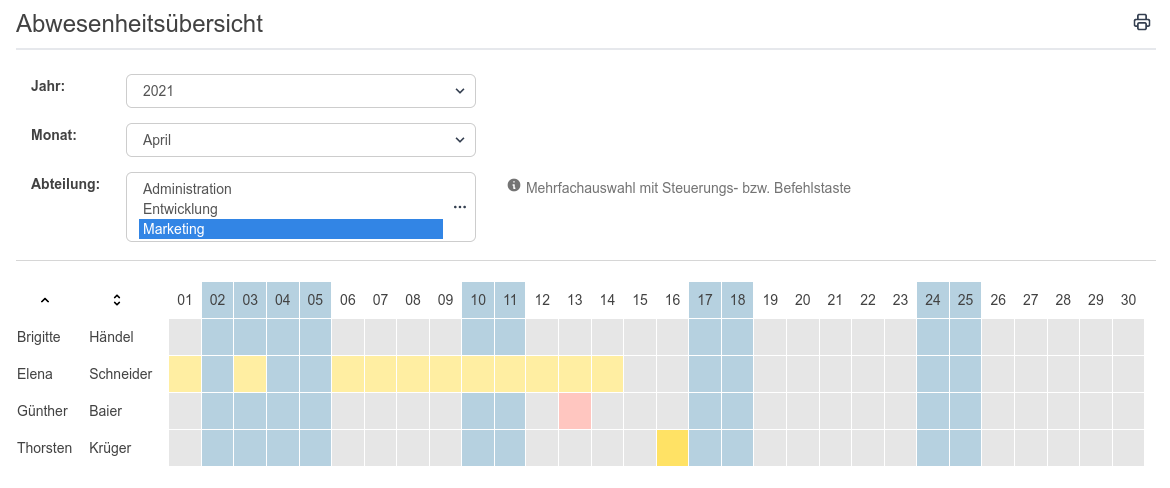 Abwesenheitsübersicht
Jahr: 2021
Monat: April
Abteilung: Administration
Entwicklung
Marketing
Mehrfachauswahl mit Steuerungs- bzw. Befehlstaste
01 02 03 04 05 06 07 08 09 10 11 12 13 14 15 16 17 18 19 20 21 22 23 24 25 26 27 28 29 30
Brigitte Händel
Elena Schneider
Günther Baier
Thorsten Krüger